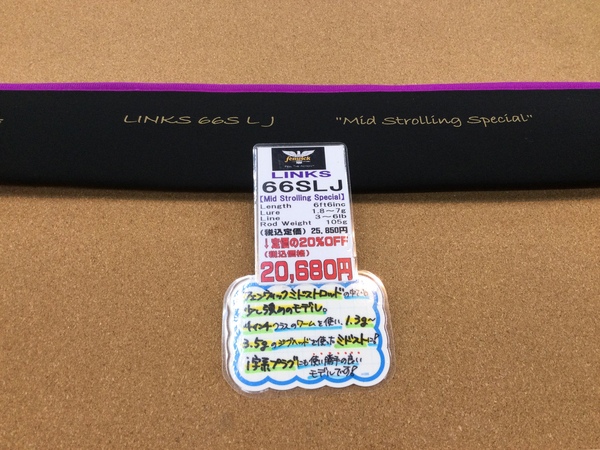 LINKS 66S L J
"Mid Strolling Special"
fenwick
LINKS
66SLJ
【Mid Strolling Special】
Length 6ft6inc
Lure 1.8～7g
Line 3～6lb
Rod Weight 105g
(税込定価) 25,850円
↓定価の20%OFF
(税込価格)
20,680円
フェンウィックミドストロッドの中でも
少し強めのモデル。
4インチクラスのワームを使い、1.3g～
3.5gのジグヘッドを使ったミドストに!
I字系プラグにも使い勝手の良い
モデルです!